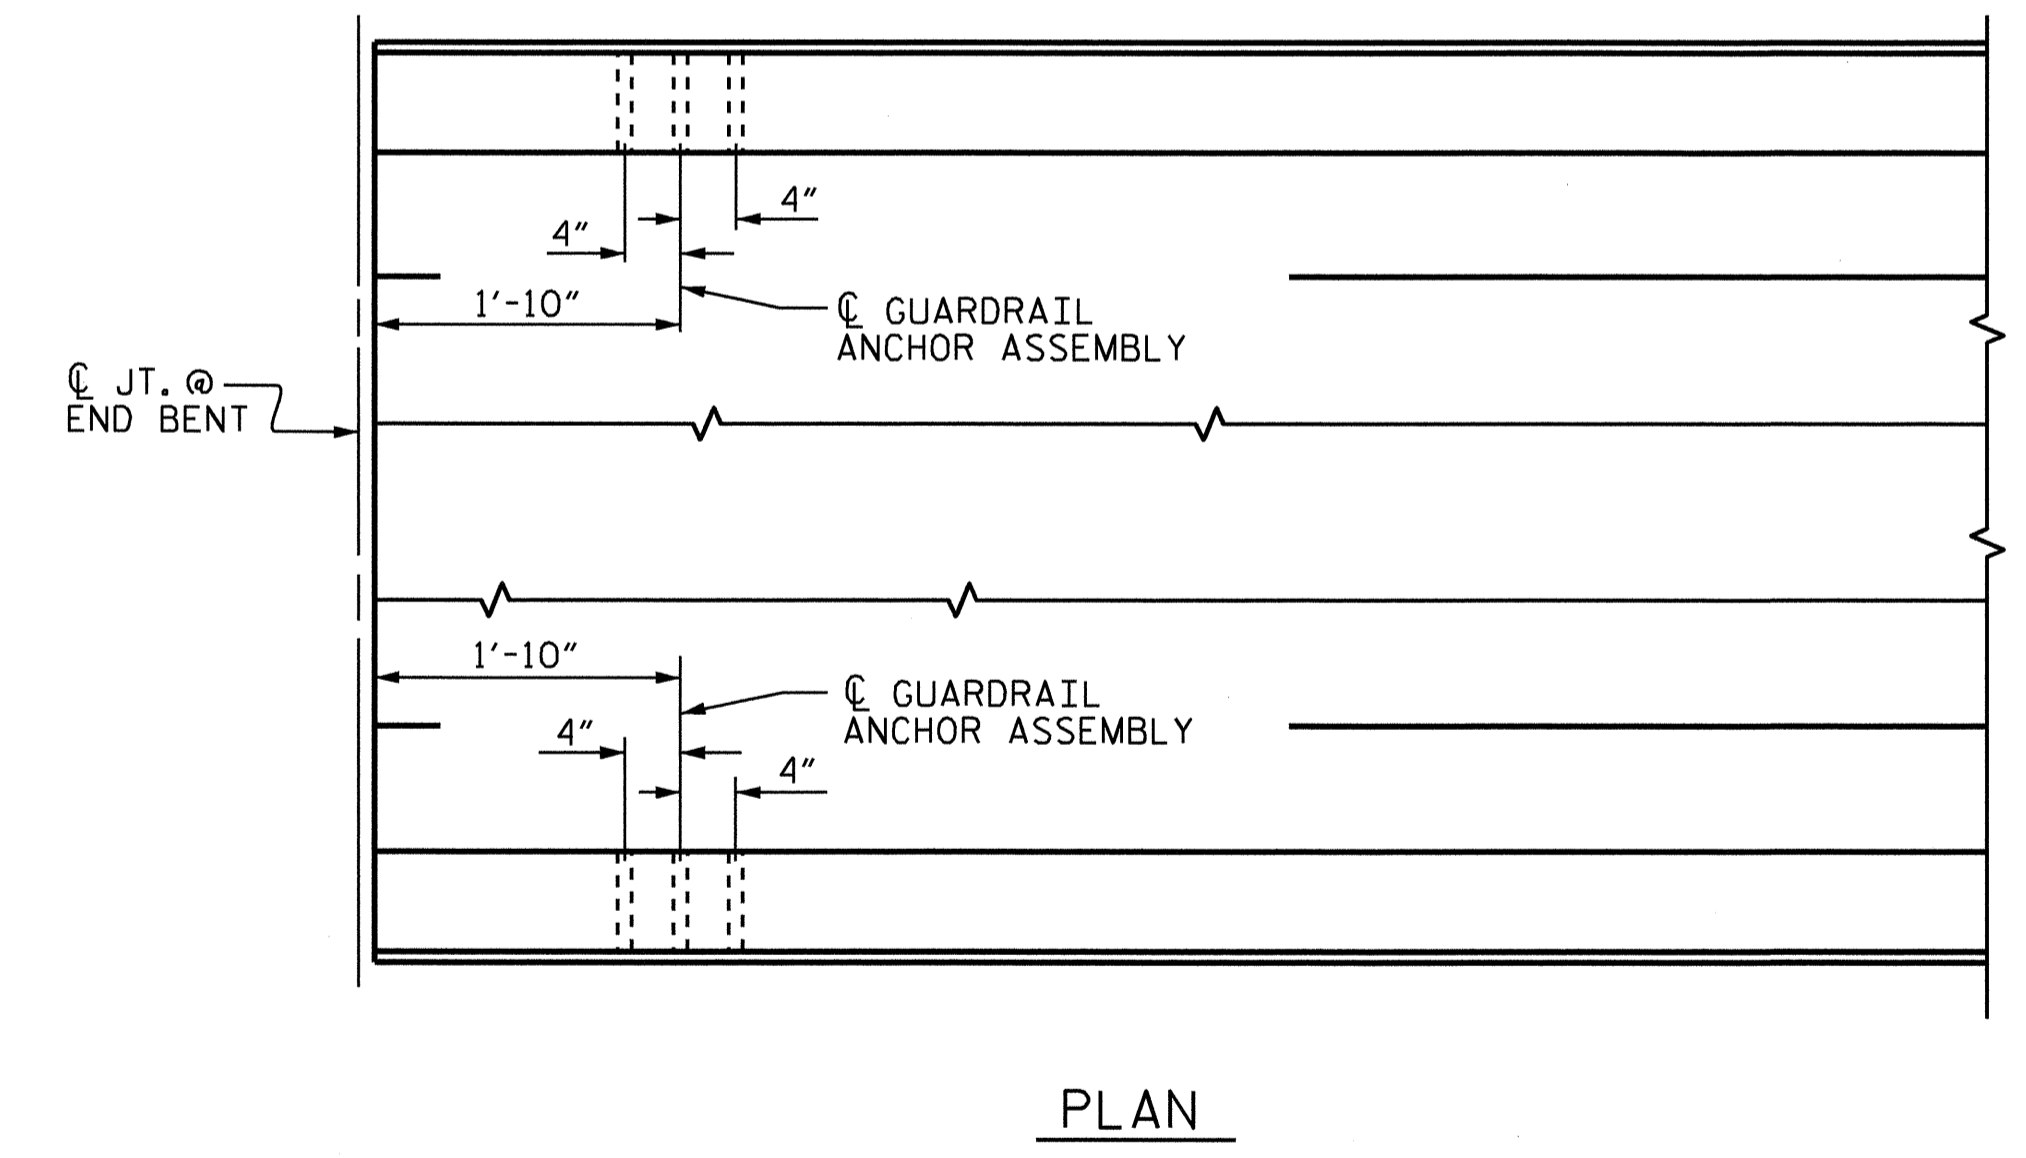 4″
4″
1′-10″
℄ GUARDRAIL
ANCHOR ASSEMBLY
℄ JT. @
END BENT
1′-10″
℄ GUARDRAIL
ANCHOR ASSEMBLY
4″
4″
PLAN